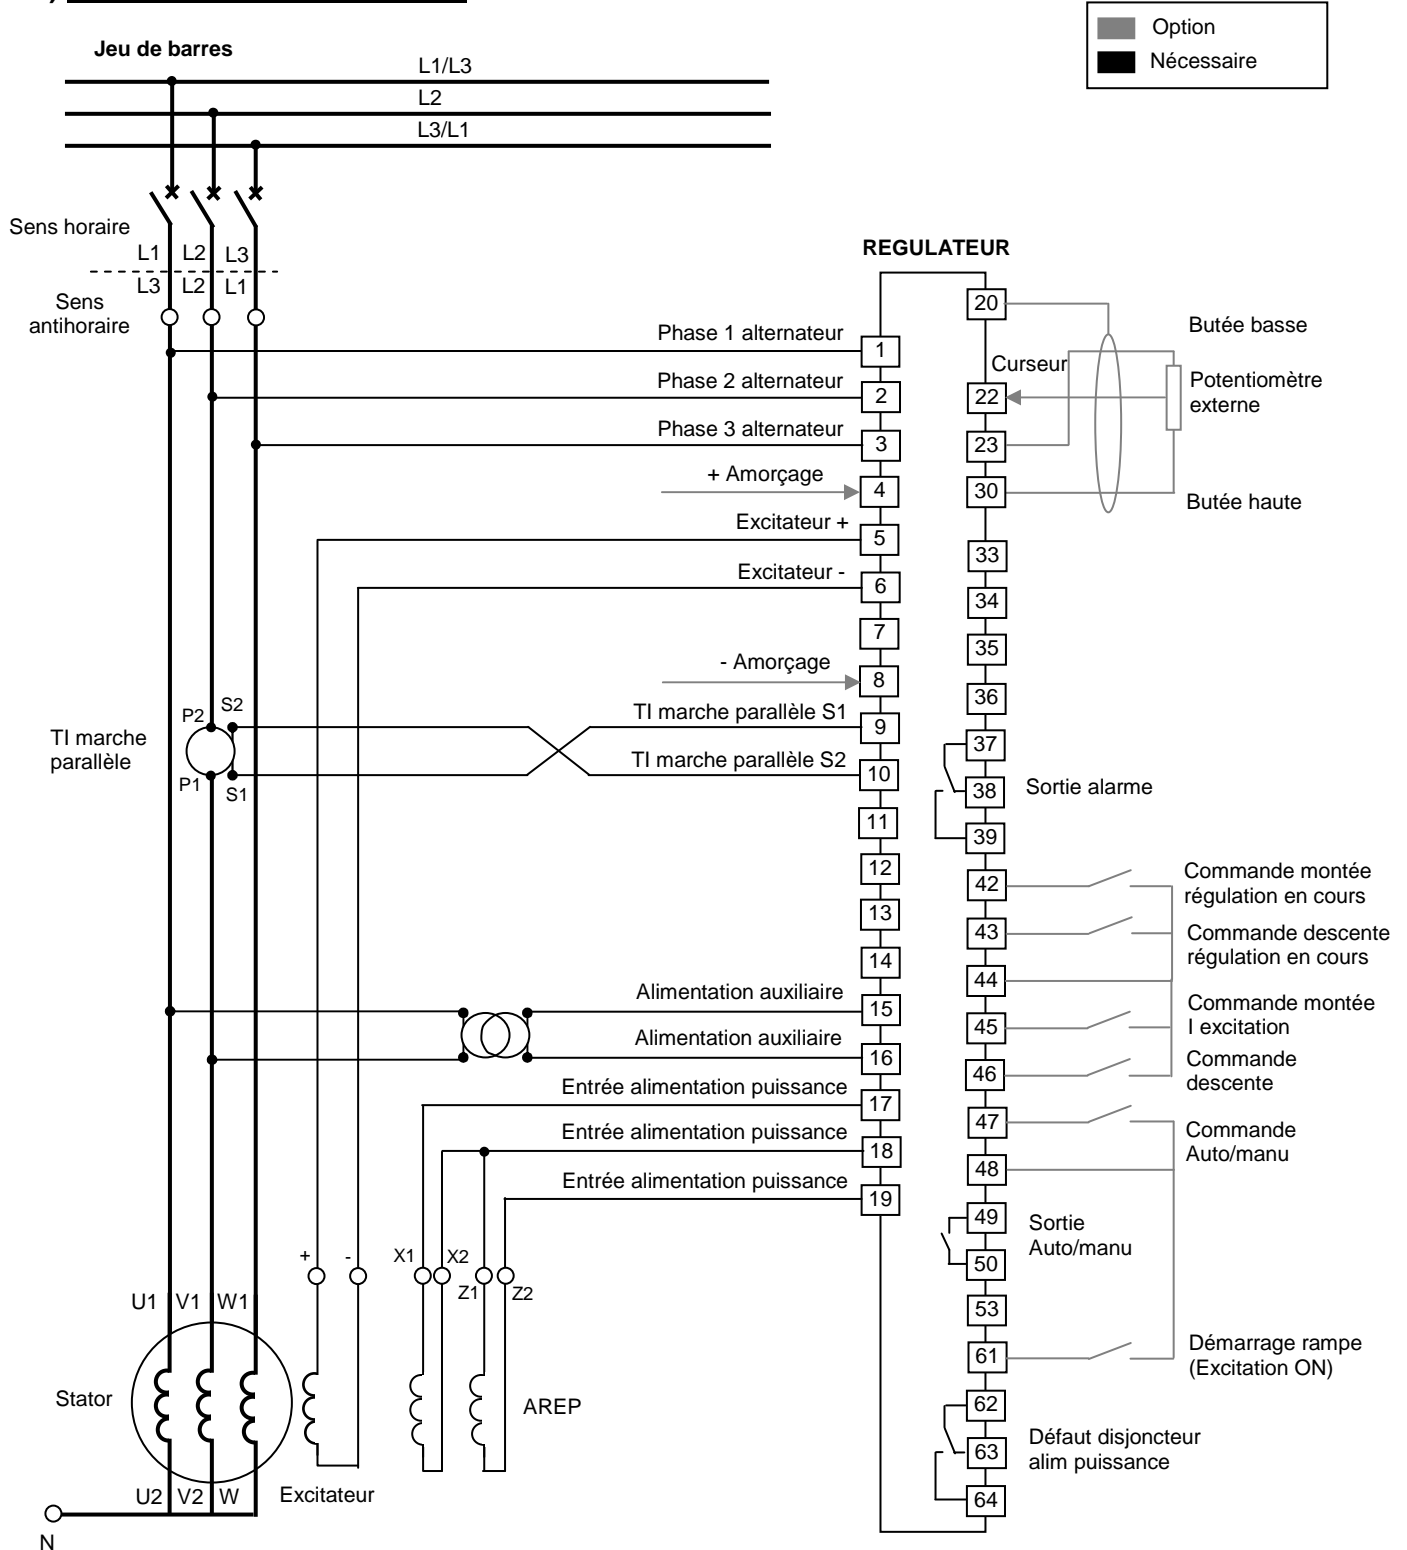 )
Jeu de barres
Option
Nécessaire
L1/L3
L2
L3/L1
Sens horaire
L1 L2 L3
L3 L2 L1
Sens
antihoraire
REGULATEUR
Phase 1 alternateur
1
Phase 2 alternateur
2
Phase 3 alternateur
3
+ Amorçage
4
Excitateur +
5
Excitateur -
6
7
- Amorçage
8
TI marche parallèle S1
9
TI marche parallèle S2
10
11
12
13
14
Alimentation auxiliaire
15
Alimentation auxiliaire
16
Entrée alimentation puissance
17
Entrée alimentation puissance
18
Entrée alimentation puissance
19
20
Butée basse
Curseur
22
Potentiomètre
externe
23
30
Butée haute
33
34
35
36
37
38
Sortie alarme
39
42
Commande montée
régulation en cours
43
Commande descente
régulation en cours
44
45
Commande montée
I excitation
46
Commande
descente
47
Commande
Auto/manu
48
49
Sortie
Auto/manu
50
53
61
Démarrage rampe
(Excitation ON)
62
63
Défaut disjoncteur
alim puissance
64
P2 S2
TI marche
parallèle
P1 S1
+ -
X1 X2
Z1 Z2
U1 V1 W1
Stator
AREP
U2 V2 W
Excitateur
N